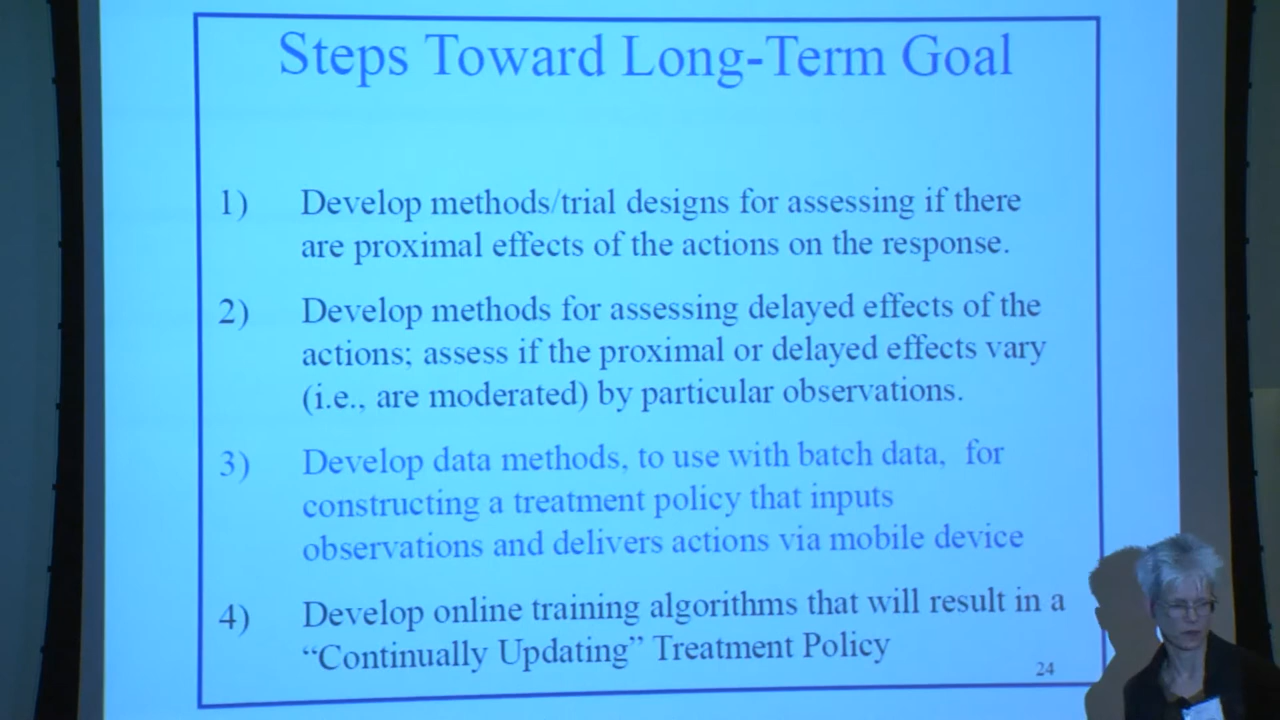 Steps Toward Long-Term Goal
1) Develop methods/trial designs for assessing if there
are proximal effects of the actions on the response.
2) Develop methods for assessing delayed effects of the
actions; assess if the proximal or delayed effects vary
(i.e., are moderated) by particular observations.
3) Develop data methods, to use with batch data, for
constructing a treatment policy that inputs
observations and delivers actions via mobile device
4) Develop online training algorithms that will result in a
“Continually Updating” Treatment Policy
24